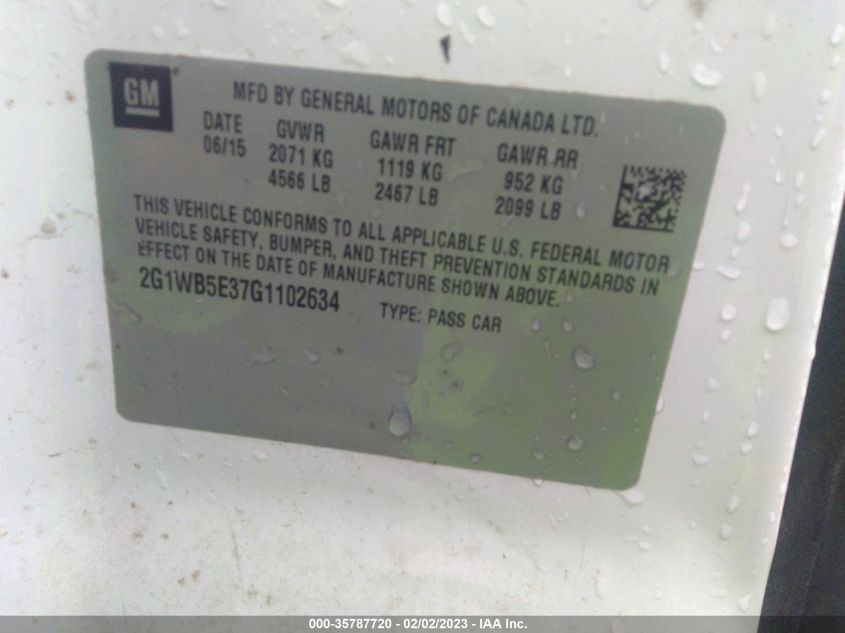 GM
MFD BY GENERAL MOTORS OF CANADA LTD.
DATE GVWR GAWR FRT GAWR RR
06/15 2071 KG 1119 KG 952 KG
4566 LB 2467 LB 2099 LB
THIS VEHICLE CONFORMS TO ALL APPLICABLE U.S. FEDERAL MOTOR
VEHICLE SAFETY, BUMPER, AND THEFT PREVENTION STANDARDS IN
EFFECT ON THE DATE OF MANUFACTURE SHOWN ABOVE.
2G1WB5E37G1102634 TYPE: PASS CAR
000-35787720 - 02/02/2023 - IAA Inc.